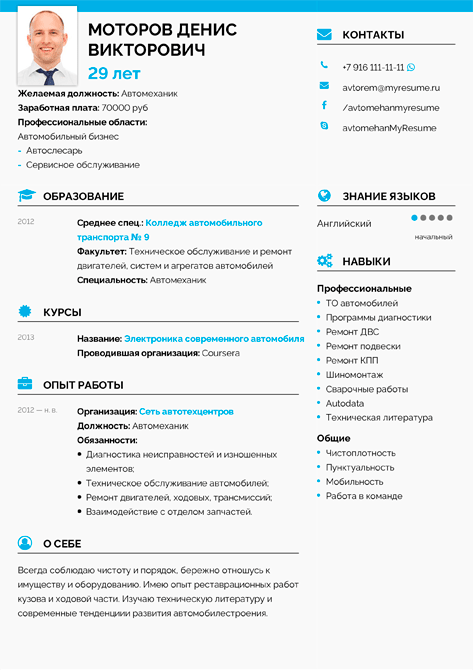 МОТОРОВ ДЕНИС
ВИКТОРОВИЧ
29 лет
Желаемая должность: Автомеханик
Заработная плата: 70000 руб
Профессиональные области:
Автомобильный бизнес
- Автослесарь
- Сервисное обслуживание
КОНТАКТЫ
+7 916 111-11-11
avtorem@myresume.ru
/avtomehanmyresume
avtomehanMyResume
ОБРАЗОВАНИЕ
2012
Среднее спец.: Колледж автомобильного
транспорта № 9
Факультет: Техническое обслуживание и ремонт
двигателей, систем и агрегатов автомобилей
Специальность: Автомеханик
КУРСЫ
2013
Название: Электроника современного автомобиля
Проводившая организация: Coursera
ОПЫТ РАБОТЫ
2012 — н. в.
Организация: Сеть автотехцентров
Должность: Автомеханик
Обязанности:
• Диагностика неисправностей и изношенных
элементов;
• Техническое обслуживание автомобилей;
• Ремонт двигателей, ходовых, трансмиссий;
• Взаимодействие с отделом запчастей.
О СЕБЕ
Всегда соблюдаю чистоту и порядок, бережно отношусь к
имуществу и оборудованию. Имею опыт реставрационных работ
кузова и ходовой части. Изучаю техническую литературу и
современные тенденциии развития автомобилестроения.
ЗНАНИЕ ЯЗЫКОВ
Английский
начальный
НАВЫКИ
Профессиональные
• ТО автомобилей
• Программы диагностики
• Ремонт ДВС
• Ремонт подвески
• Ремонт КПП
• Шиномонтаж
• Сварочные работы
• Autodata
• Техническая литература
Общие
• Чистоплотность
• Пунктуальность
• Мобильность
• Работа в команде